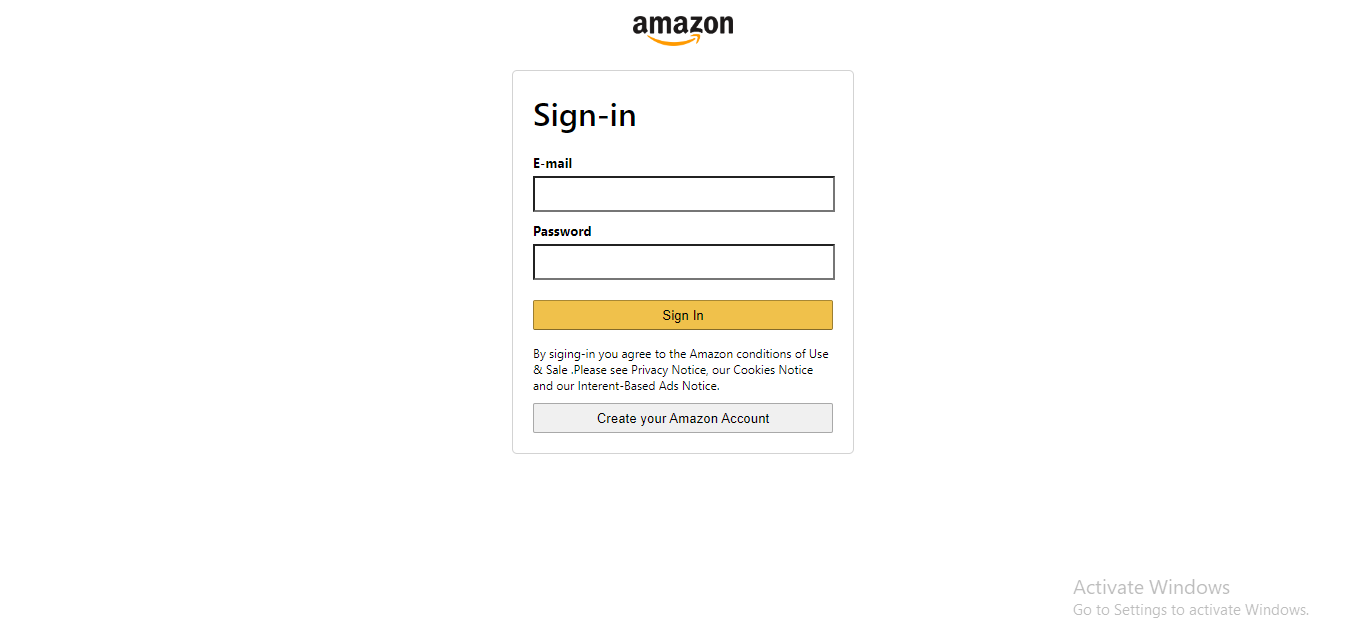 amazon
Sign-in
E-mail
Password
Sign In
By siging-in you agree to the Amazon conditions of Use
& Sale .Please see Privacy Notice, our Cookies Notice
and our Interent-Based Ads Notice.
Create your Amazon Account
Activate Windows
Go to Settings to activate Windows.